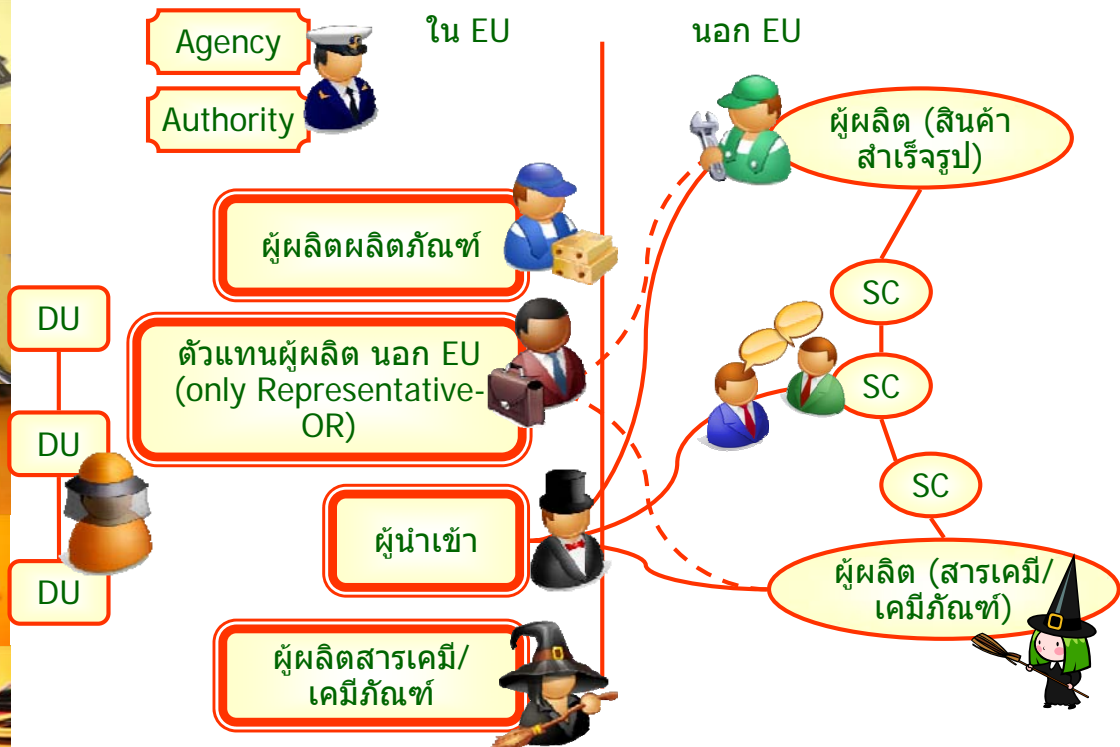 ใน EU
นอก EU
Agency
Authority
ผู้ผลิต (สินค้า
สำเร็จรูป)
ผู้ผลิตผลิตภัณฑ์
SC
DU
ตัวแทนผู้ผลิต นอก EU
(only Representative-
OR)
SC
DU
SC
ผู้นำเข้า
DU
ผู้ผลิต (สารเคมี/
เคมีภัณฑ์)
ผู้ผลิตสารเคมี/
เคมีภัณฑ์